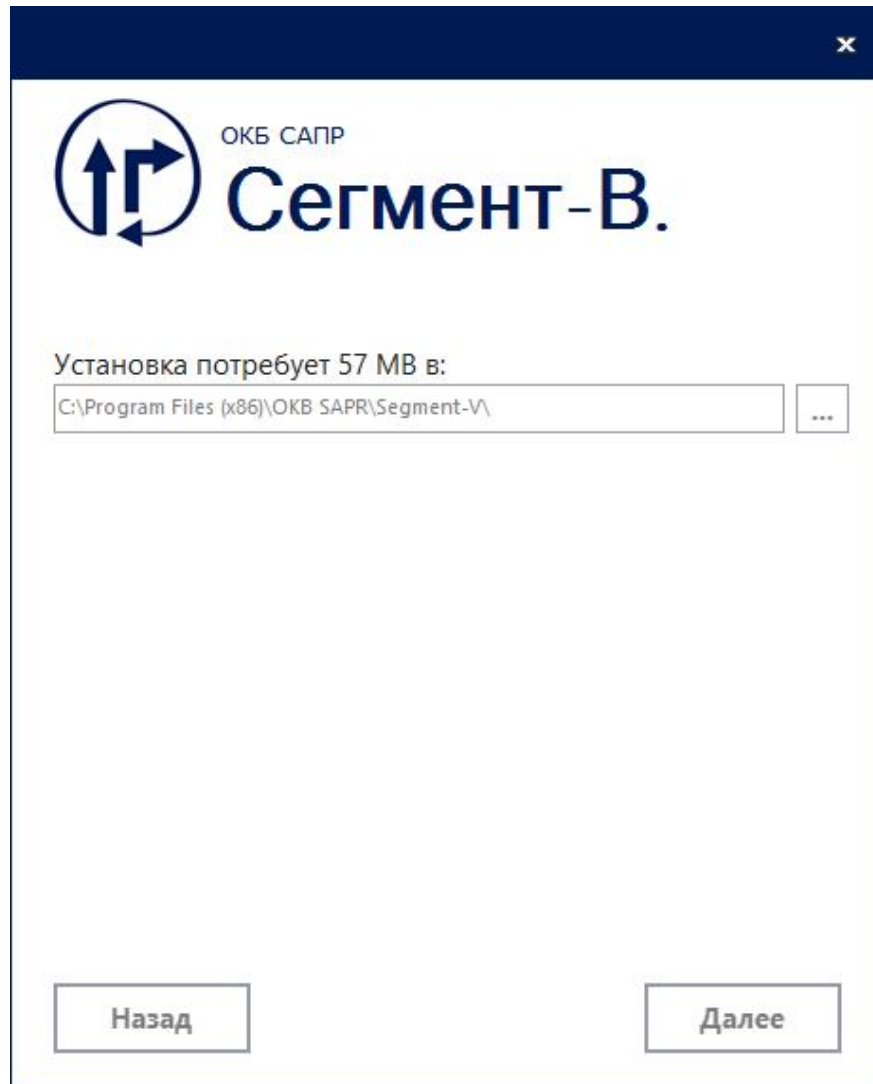 ОКБ САПР
Сегмент-В.
Установка потребует 57 MB в:
C:\Program Files (x86)\OKB SAPR\Segment-V\
...
Назад
Далее